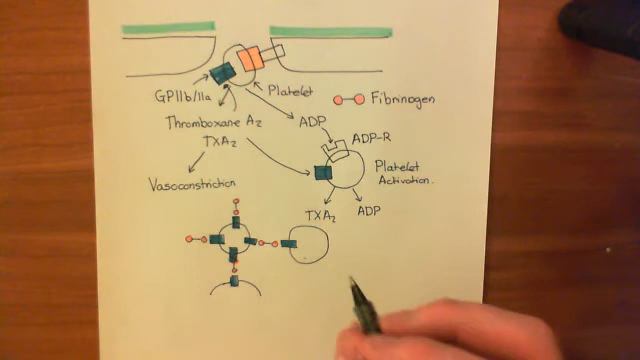 GPIIb/IIa
Platelet
Fibrinogen
Thromboxane A2
TXA2
ADP
ADP-R
Platelet
Activation.
Vasoconstriction
TXA2
ADP